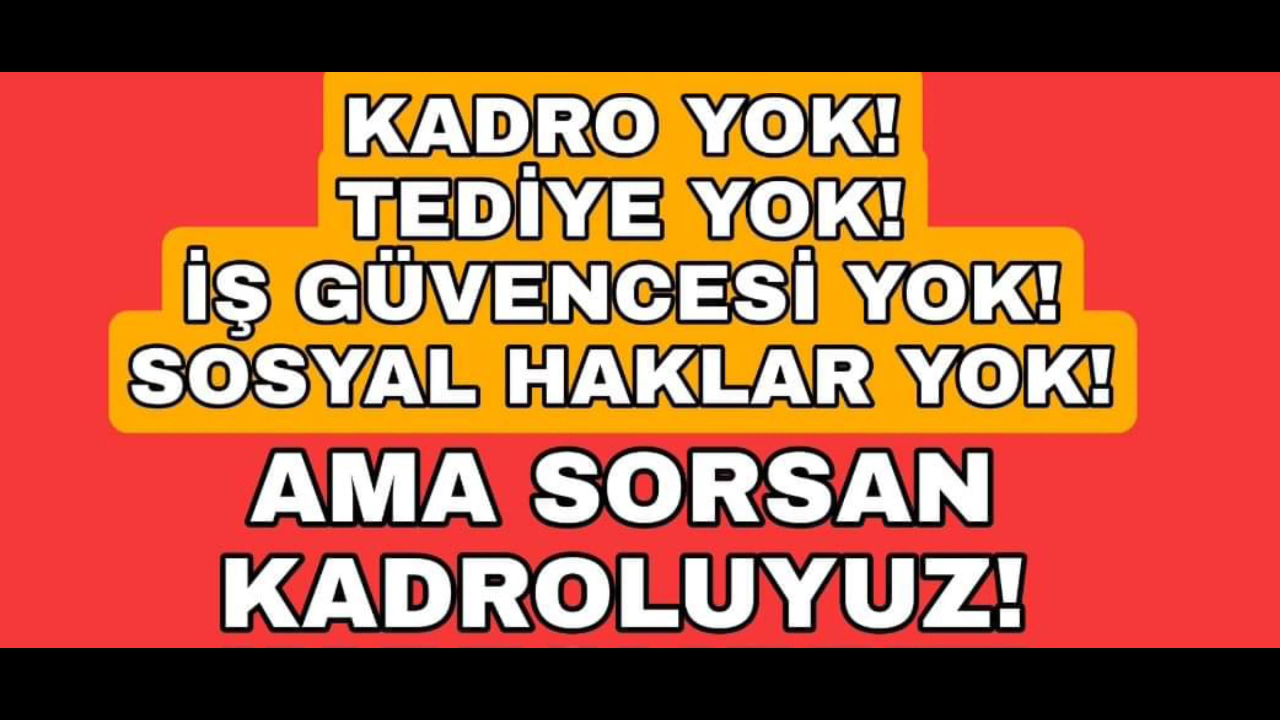 KADRO YOK!
TEDİYE YOK!
İŞ GÜVENCESİ YOK!
SOSYAL HAKLAR YOK!
AMA SORSAN
KADROLUYUZ!